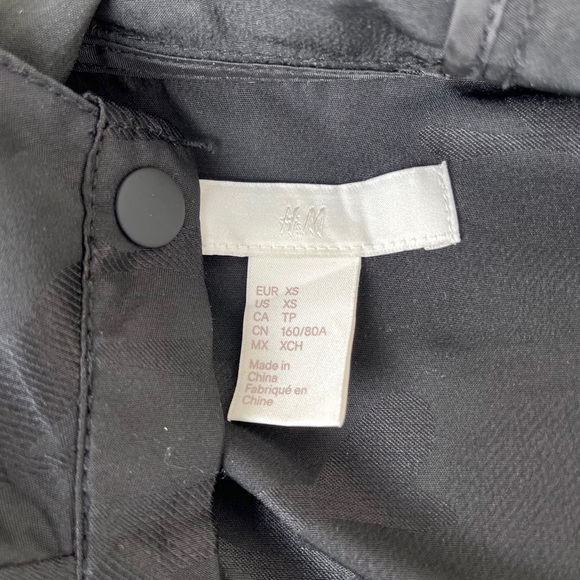 H&M
EUR XS
US XS
CA TP
CN 160/80A
MX XCH
Made in
China
Fabriqué en
Chine